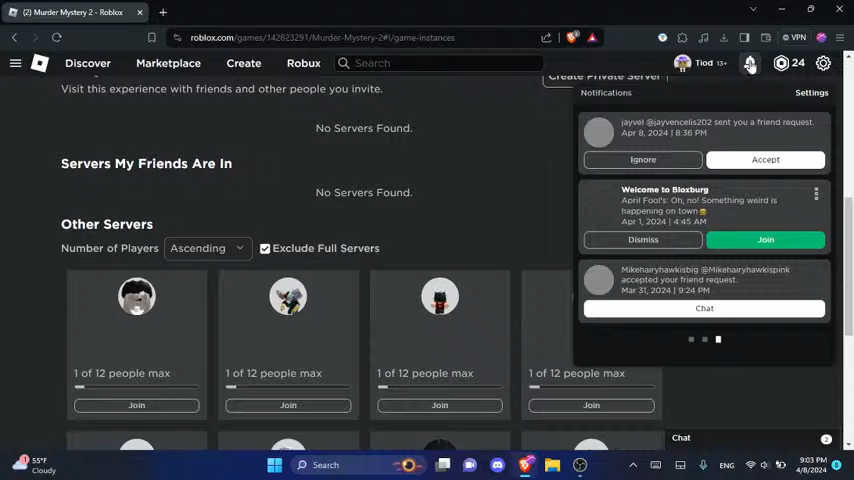 (2) Murder Mystery 2 - Roblox
roblox.com/games/142823291/Murder-Mystery-2#!/game-instances
VPN
Discover
Marketplace
Create
Robux
Search
Tiod 13+
24
Create Private Server
Visit this experience with friends and other people you invite.
No Servers Found.
Servers My Friends Are In
No Servers Found.
Other Servers
Number of Players
Ascending
Exclude Full Servers
1 of 12 people max
Join
1 of 12 people max
Join
1 of 12 people max
Join
1 of 12 people max
Join
Notifications
Settings
jayvel @jayvencelis202 sent you a friend request.
Apr 8, 2024 | 8:36 PM
Ignore
Accept
Welcome to Bloxburg
April Fool's: Oh, no! Something weird is
happening on town🍔
Apr 1, 2024 | 4:45 AM
Dismiss
Join
Mikehairyhawkisbig @Mikehairyhawkispink
accepted your friend request.
Mar 31, 2024 | 9:24 PM
Chat
Chat
2
1
55°F
Cloudy
Search
ENG
9:03 PM
4/8/2024
8